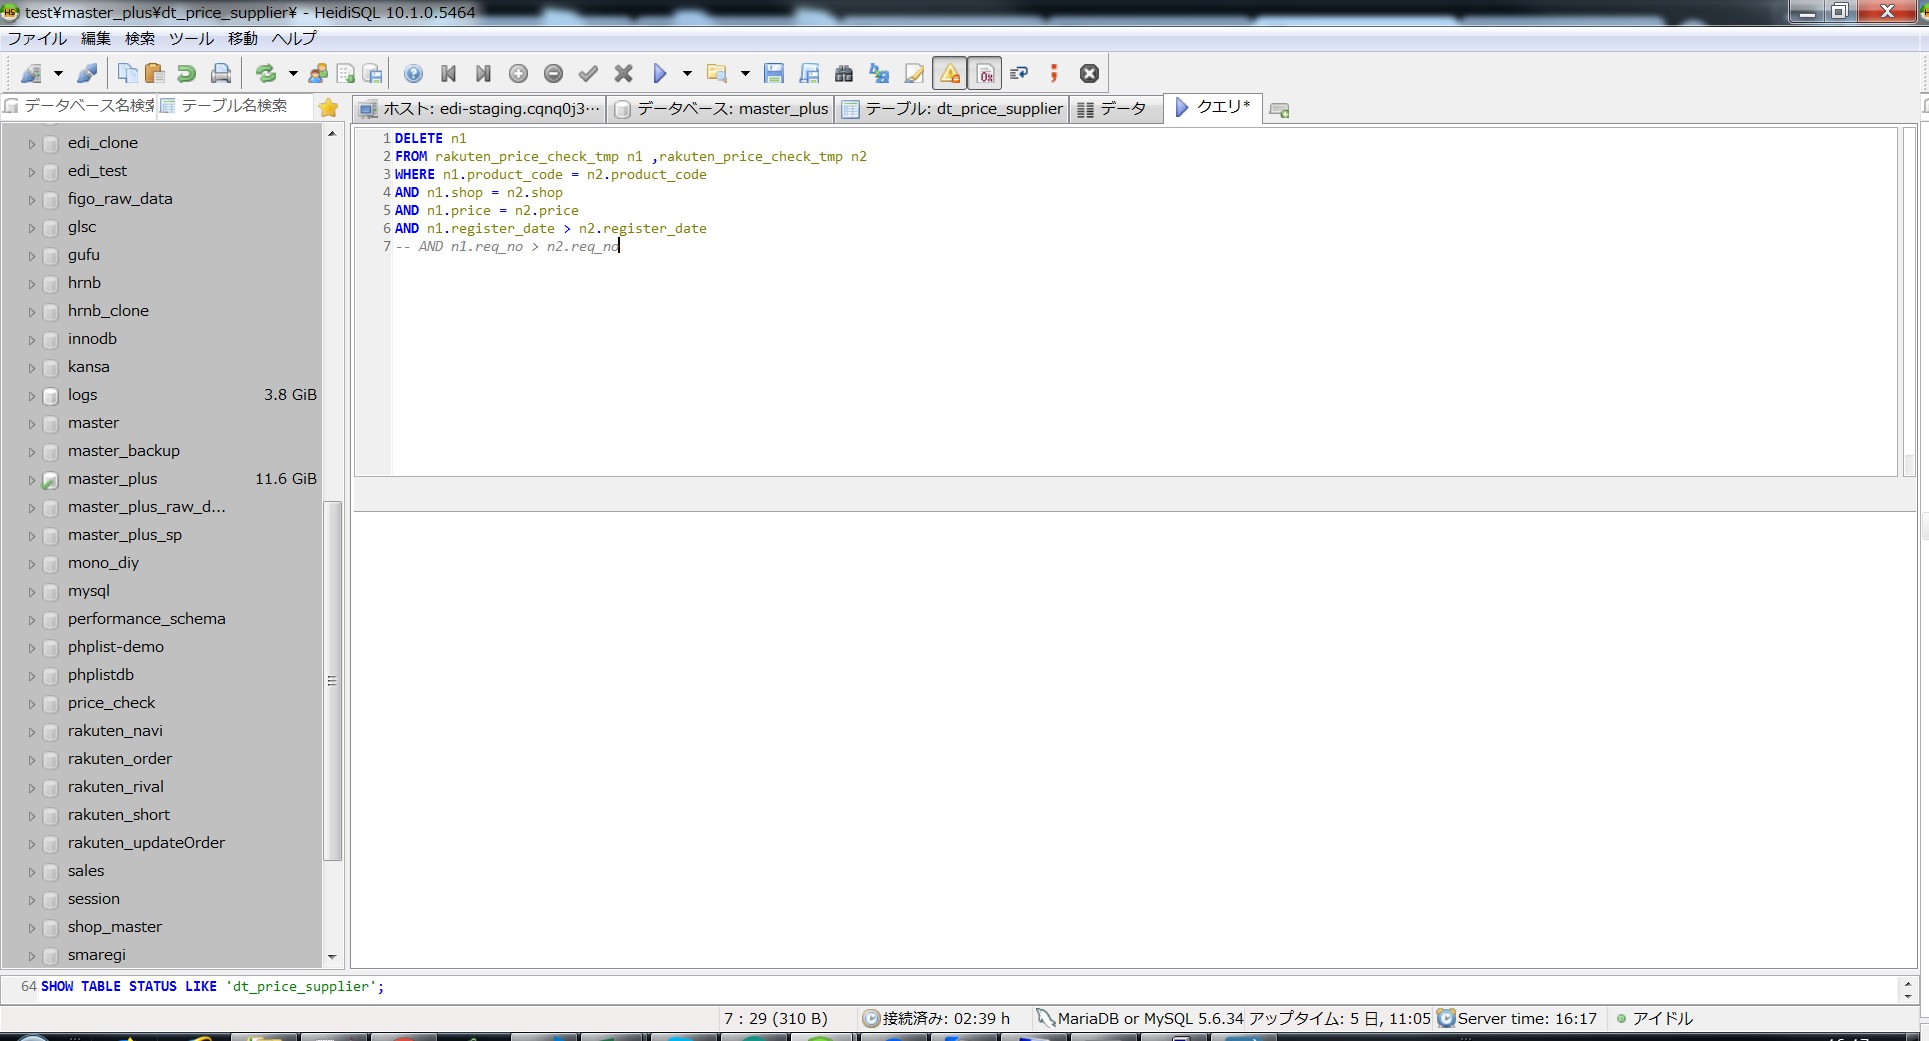 test¥master_plus¥dt_price_supplier¥ - HeidiSQL 10.1.0.5464
ファイル 編集 検索 ツール 移動 ヘルプ
データベース名検索 テーブル名検索
ホスト: edi-staging.cqnq0j3… データベース: master_plus テーブル: dt_price_supplier データ クエリ*
edi_clone
edi_test
figo_raw_data
glsc
gufu
hrnb
hrnb_clone
innodb
kansa
logs 3.8 GiB
master
master_backup
master_plus 11.6 GiB
master_plus_raw_d...
master_plus_sp
mono_diy
mysql
performance_schema
phplist-demo
phplistdb
price_check
rakuten_navi
rakuten_order
rakuten_rival
rakuten_short
rakuten_updateOrder
sales
session
shop_master
smaregi
1 DELETE n1
2 FROM rakuten_price_check_tmp n1 ,rakuten_price_check_tmp n2
3 WHERE n1.product_code = n2.product_code
4 AND n1.shop = n2.shop
5 AND n1.price = n2.price
6 AND n1.register_date > n2.register_date
7 -- AND n1.req_no > n2.req_no
64 SHOW TABLE STATUS LIKE 'dt_price_supplier';
7 : 29 (310 B) 接続済み: 02:39 h MariaDB or MySQL 5.6.34 アップタイム: 5 日, 11:05 Server time: 16:17 アイドル